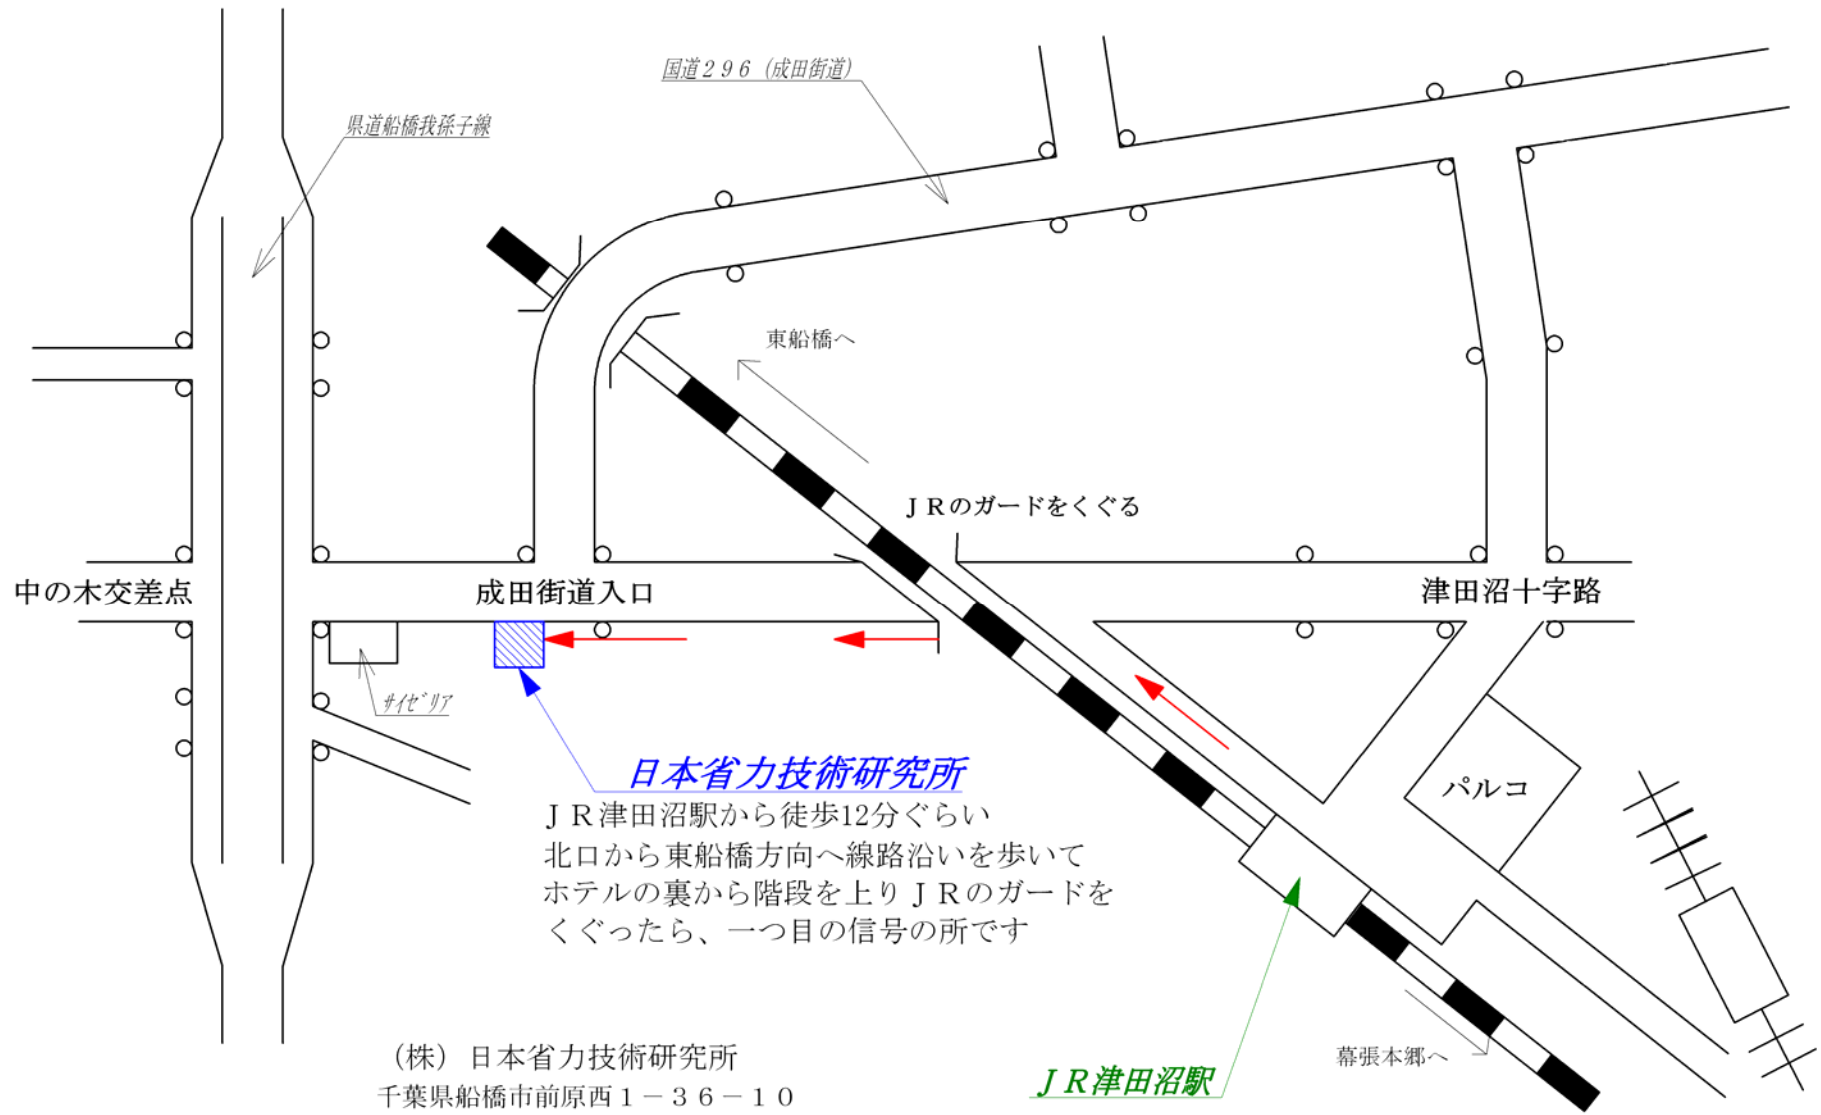 国道２９６（成田街道）
県道船橋我孫子線
東船橋へ
ＪＲのガードをくぐる
中の木交差点
成田街道入口
津田沼十字路
ｻｲｾﾞﾘｱ
日本省力技術研究所
パルコ
ＪＲ津田沼駅から徒歩12分ぐらい
北口から東船橋方向へ線路沿いを歩いて
ホテルの裏から階段を上りＪＲのガードを
くぐったら、一つ目の信号の所です
（株）日本省力技術研究所
千葉県船橋市前原西１－３６－１０
幕張本郷へ
ＪＲ津田沼駅